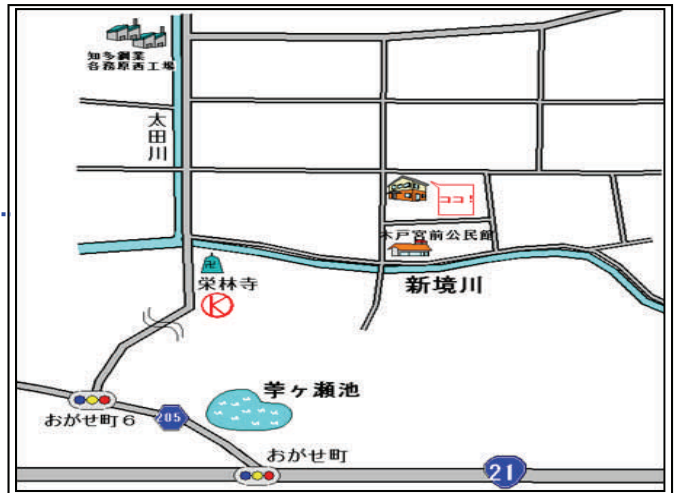 知多鋼業
各務原西工場
太田川
ココ!
木戸宮前公民館
卍
栄林寺
新境川
K
苧ヶ瀬池
おがせ町6
205
おがせ町
21